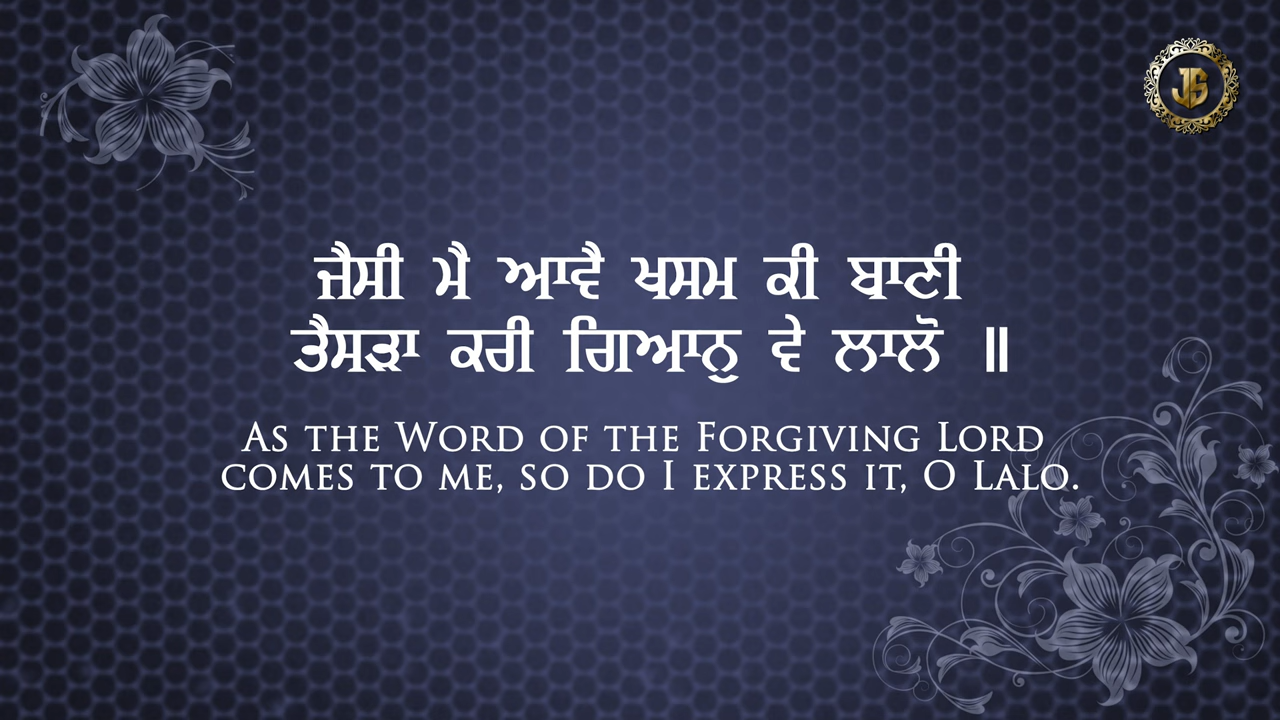 JS
ਜੈਸੀ ਮੈ ਆਵੈ ਖਸਮ ਕੀ ਬਾਣੀ
ਤੈਸੜਾ ਕਰੀ ਗਿਆਨੁ ਵੇ ਲਾਲੋ ॥
As the Word of the Forgiving Lord
comes to me, so do I express it, O Lalo.